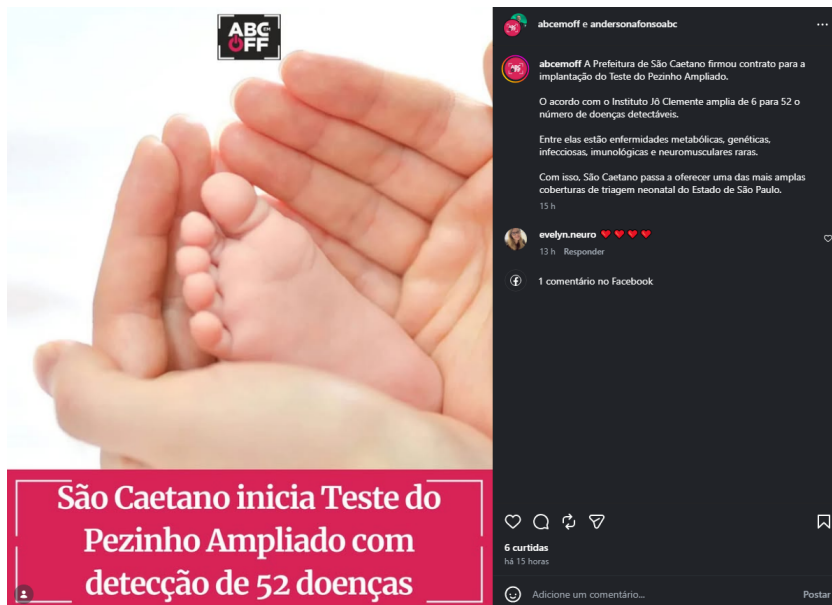 ABC EM
OFF
São Caetano inicia Teste do
Pezinho Ampliado com
detecção de 52 doenças
abcemoff e andersonafonsoabc
abcemoff A Prefeitura de São Caetano firmou contrato para a
implantação do Teste do Pezinho Ampliado.
O acordo com o Instituto Jô Clemente amplia de 6 para 52 o
número de doenças detectáveis.
Entre elas estão enfermidades metabólicas, genéticas,
infecciosas, imunológicas e neuromusculares raras.
Com isso, São Caetano passa a oferecer uma das mais amplas
coberturas de triagem neonatal do Estado de São Paulo.
15 h
evelyn.neuro
13 h Responder
1 comentário no Facebook
6 curtidas
há 15 horas
Adicione um comentário...
Postar